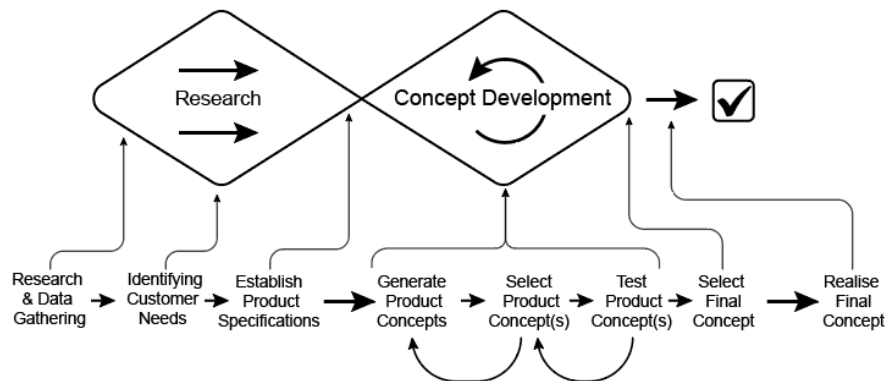 Research
Concept Development
Research
& Data
Gathering
Identifying
Customer
Needs
Establish
Product
Specifications
Generate
Product
Concepts
Select
Product
Concept(s)
Test
Product
Concept(s)
Select
Final
Concept
Realise
Final
Concept